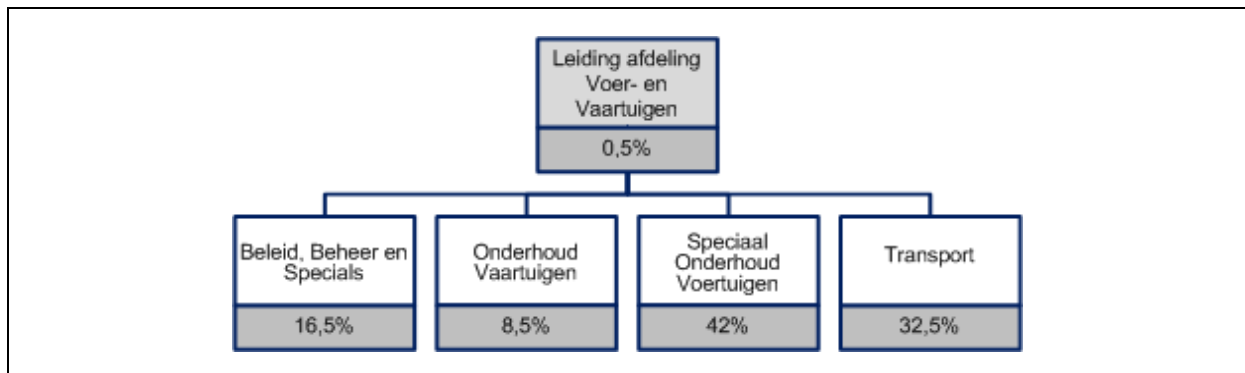 Leiding afdeling
Voer- en
Vaartuigen
0,5%
Beleid, Beheer en
Specials
16,5%
Onderhoud
Vaartuigen
8,5%
Speciaal
Onderhoud
Voertuigen
42%
Transport
32,5%